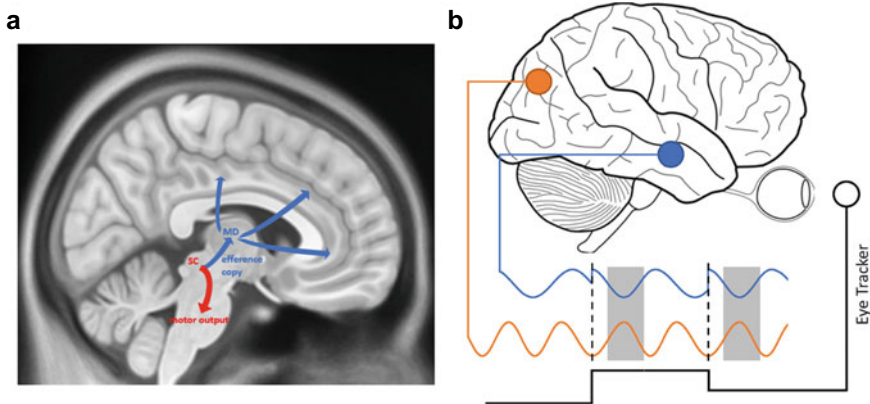 a
b
MD
SC
efference
copy
motor output
Eye Tracker